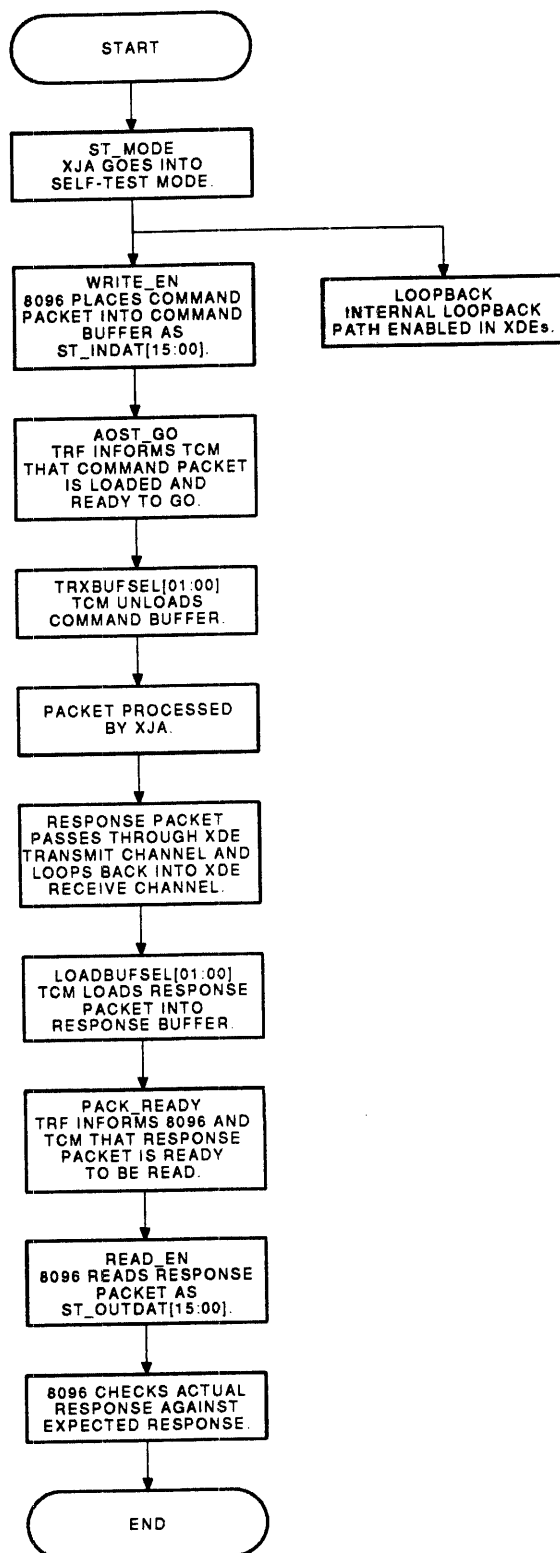 START
ST_MODE
XJA GOES INTO
SELF-TEST MODE.
WRITE_EN
8096 PLACES COMMAND
PACKET INTO COMMAND
BUFFER AS
ST_INDAT[15:00].
LOOPBACK
INTERNAL LOOPBACK
PATH ENABLED IN XDEs.
AOST_GO
TRF INFORMS TCM
THAT COMMAND PACKET
IS LOADED AND
READY TO GO.
TRXBUFSEL[01:00]
TCM UNLOADS
COMMAND BUFFER.
PACKET PROCESSED
BY XJA.
RESPONSE PACKET
PASSES THROUGH XDE
TRANSMIT CHANNEL AND
LOOPS BACK INTO XDE
RECEIVE CHANNEL.
LOADBUFSEL[01:00]
TCM LOADS RESPONSE
PACKET INTO
RESPONSE BUFFER.
PACK_READY
TRF INFORMS 8096 AND
TCM THAT RESPONSE
PACKET IS READY
TO BE READ.
READ_EN
8096 READS RESPONSE
PACKET AS
ST_OUTDAT[15:00].
8096 CHECKS ACTUAL
RESPONSE AGAINST
EXPECTED RESPONSE.
END